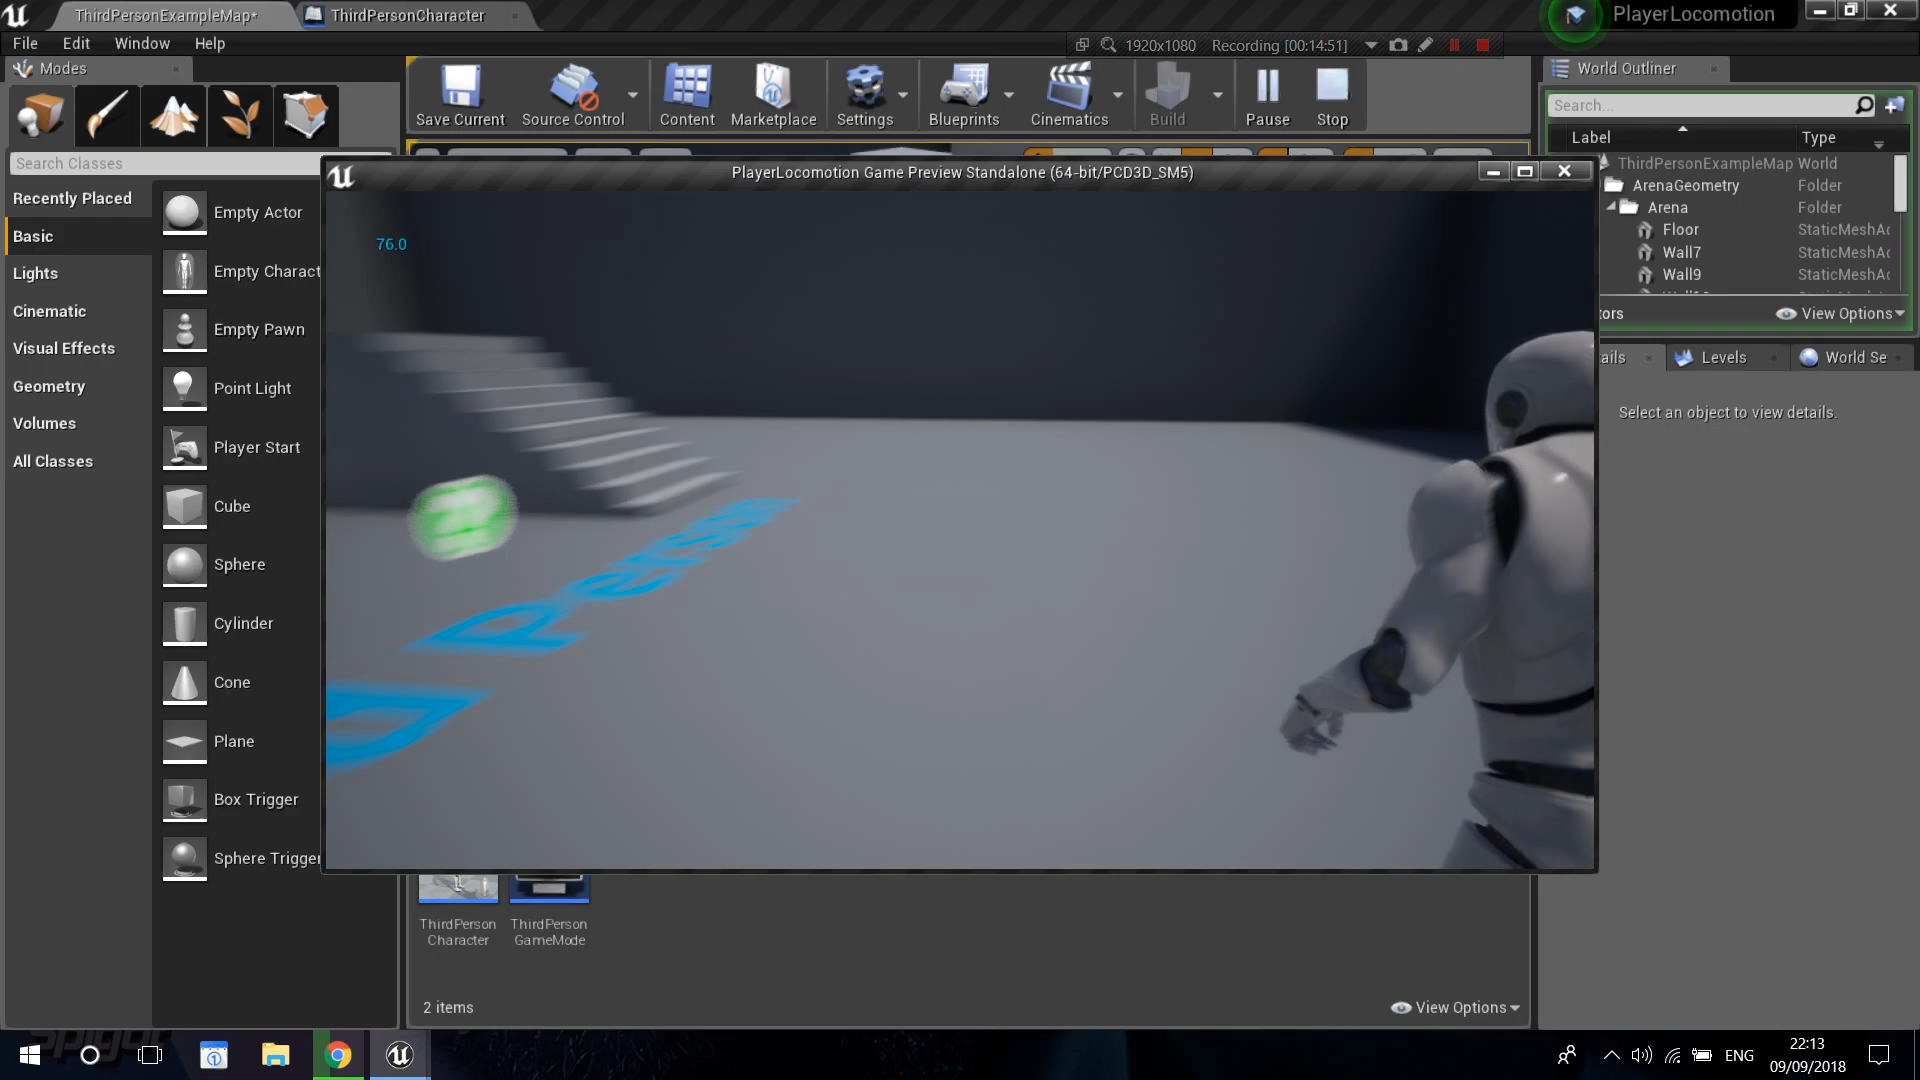 ThirdPersonExampleMap*
ThirdPersonCharacter
PlayerLocomotion
File Edit Window Help
1920x1080 Recording [00:14:51]
Modes
World Outliner
Save Current
Source Control
Content
Marketplace
Settings
Blueprints
Cinematics
Build
Pause
Stop
Search...
Label Type
Search Classes
PlayerLocomotion Game Preview Standalone (64-bit/PCD3D_SM5)
ThirdPersonExampleMap World
ArenaGeometry Folder
Arena Folder
Floor StaticMeshAc
Wall7 StaticMeshAc
Wall9 StaticMeshAc
tors
View Options
ails
Levels
World Se
Select an object to view details.
76.0
Recently Placed
Basic
Lights
Cinematic
Visual Effects
Geometry
Volumes
All Classes
Empty Actor
Empty Charact
Empty Pawn
Point Light
Player Start
Cube
Sphere
Cylinder
Cone
Plane
Box Trigger
Sphere Trigger
ThirdPerson
Character
ThirdPerson
GameMode
2 items
View Options
ENG
22:13
09/09/2018